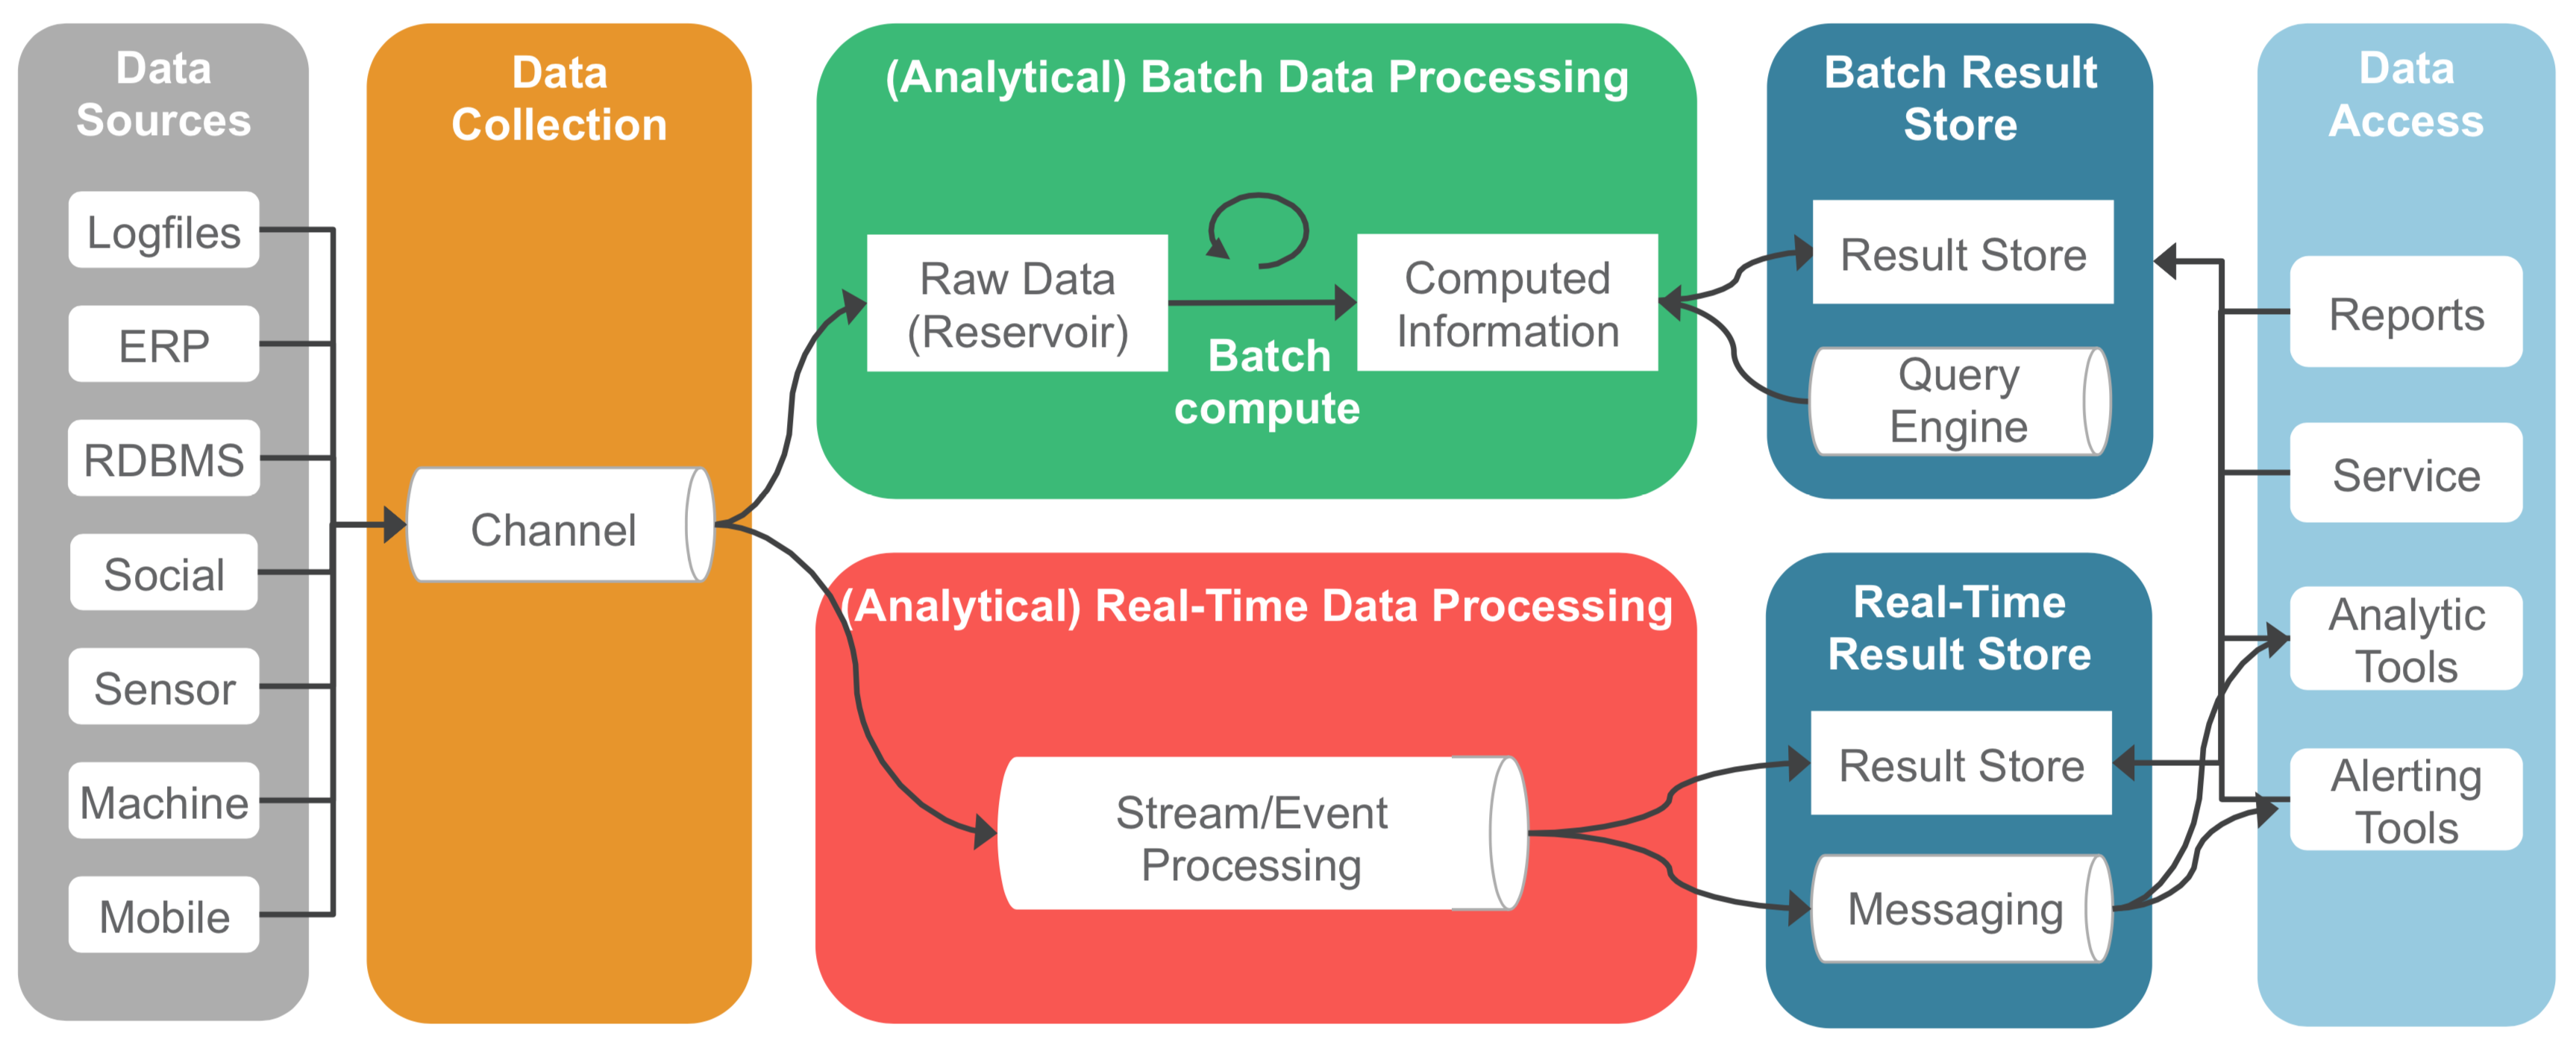 Data
Sources
Logfiles
ERP
RDBMS
Social
Sensor
Machine
Mobile
Data
Collection
Channel
(Analytical) Batch Data Processing
Raw Data
(Reservoir)
Batch
compute
Computed
Information
(Analytical) Real-Time Data Processing
Stream/Event
Processing
Batch Result
Store
Result Store
Query
Engine
Real-Time
Result Store
Result Store
Messaging
Data
Access
Reports
Service
Analytic
Tools
Alerting
Tools